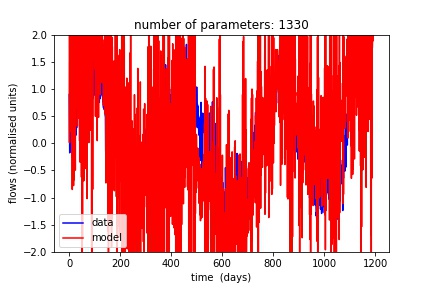 number of parameters: 1330
flows (normalised units)
2.0
1.5
1.0
0.5
0.0
−0.5
−1.0
−1.5
−2.0
data
model
0 200 400 600 800 1000 1200
time (days)